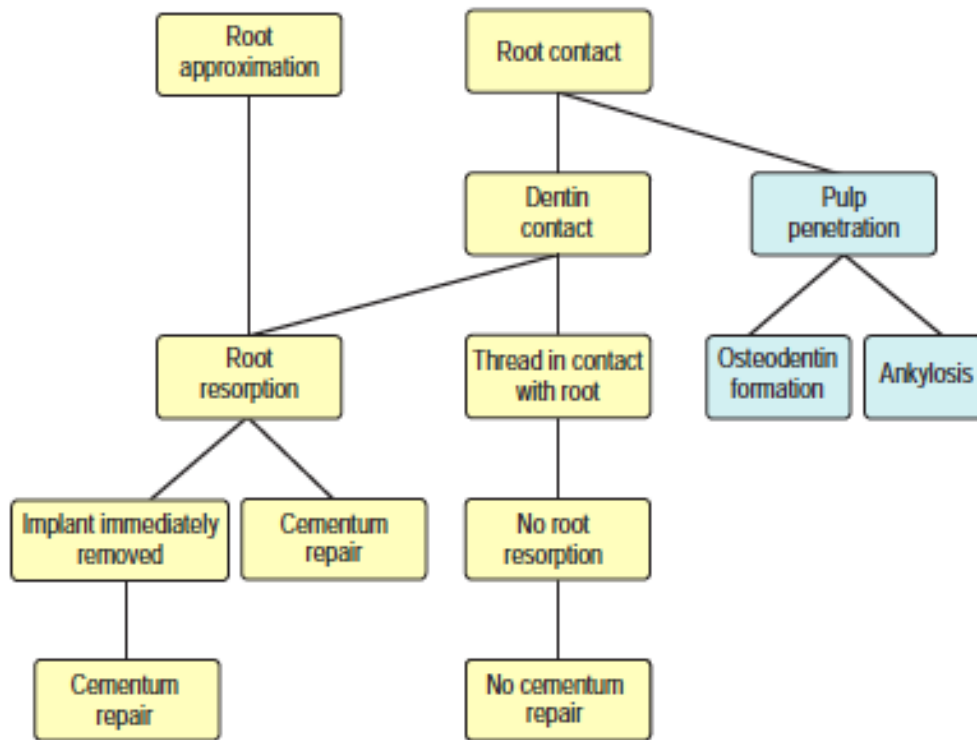 Root
approximation
Root contact
Dentin
contact
Pulp
penetration
Root
resorption
Thread in contact
with root
Osteodentin
formation
Ankylosis
Implant immediately
removed
Cementum
repair
No root
resorption
Cementum
repair
No cementum
repair